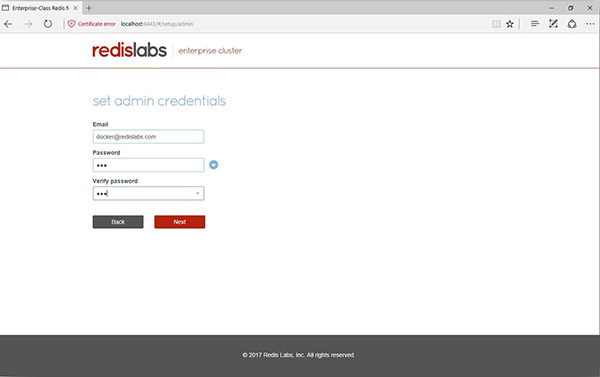 Enterprise-Class Redis f
Certificate error localhost:8443/#/setup/admin
redislabs enterprise cluster
set admin credentials
Email
docker@redislabs.com
Password
Verify password
Back Next
© 2017 Redis Labs, Inc. All rights reserved.